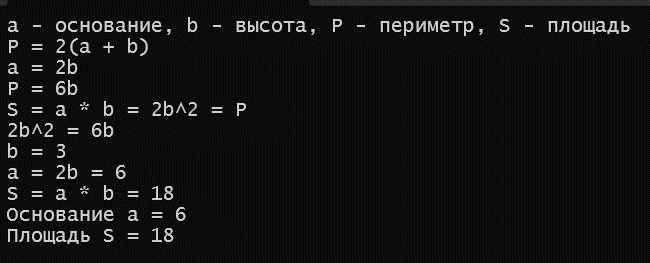 a - основание, b - высота, P - периметр, S - площадь
P = 2(a + b)
a = 2b
P = 6b
S = a * b = 2b^2 = P
2b^2 = 6b
b = 3
a = 2b = 6
S = a * b = 18
Основание a = 6
Площадь S = 18